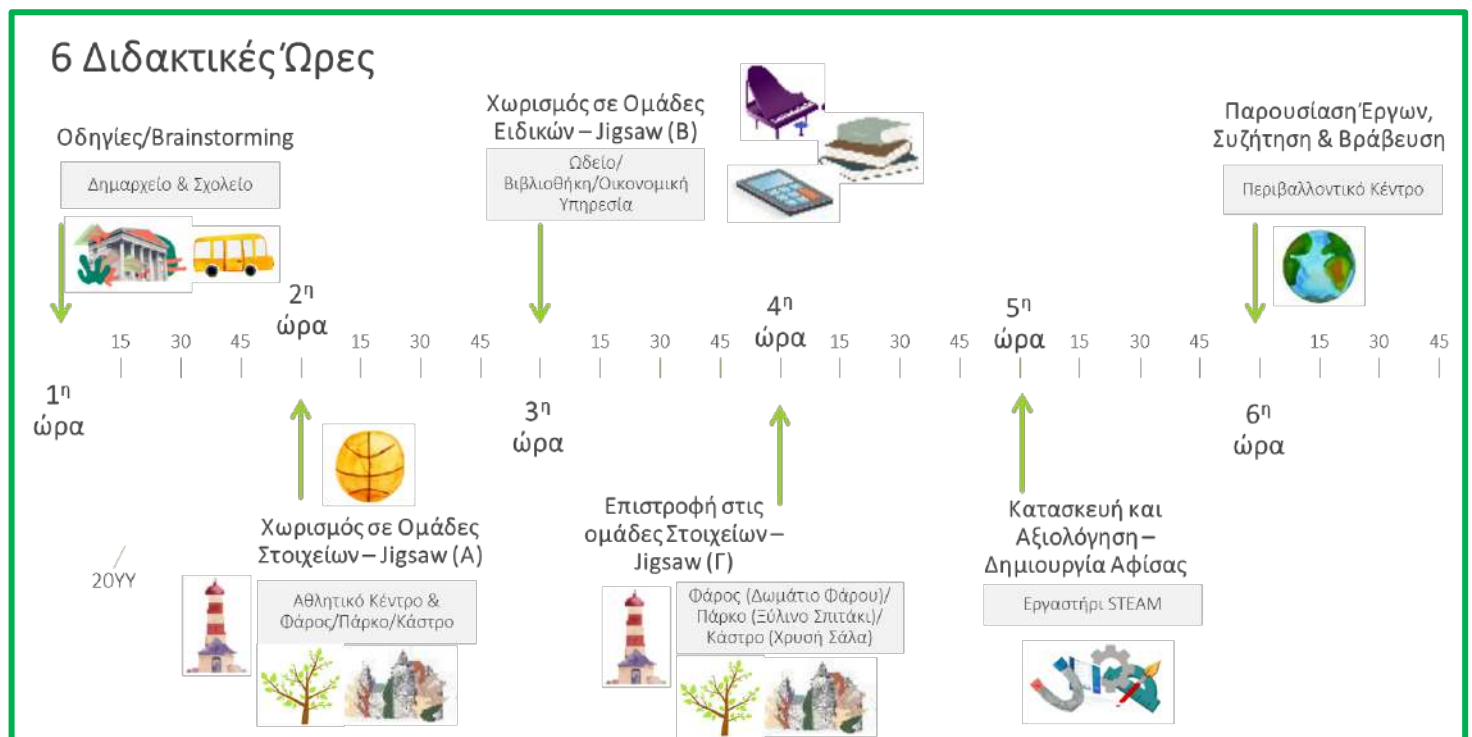 6 Διδακτικές Ώρες
Οδηγίες/Brainstorming
Δημαρχείο & Σχολείο
Χωρισμός σε Ομάδες
Ειδικών – Jigsaw (Β)
Ωδείο/
Βιβλιοθήκη/Οικονομική
Υπηρεσία
Παρουσίαση Έργων,
Συζήτηση & Βράβευση
Περιβαλλοντικό Κέντρο
2η
ώρα
4η
ώρα
5η
ώρα
15 30 45 15 30 45 15 30 45 15 30 45 15 30 45 15 30 45
1η
ώρα
3η
ώρα
6η
ώρα
Χωρισμός σε Ομάδες
Στοιχείων – Jigsaw (Α)
Αθλητικό Κέντρο &
Φάρος/Πάρκο/Κάστρο
Επιστροφή στις
ομάδες Στοιχείων –
Jigsaw (Γ)
Φάρος (Δωμάτιο Φάρου)/
Πάρκο (Ξύλινο Σπιτάκι)/
Κάστρο (Χρυσή Σάλα)
Κατασκευή και
Αξιολόγηση –
Δημιουργία Αφίσας
Εργαστήρι STEAM
/
20YY